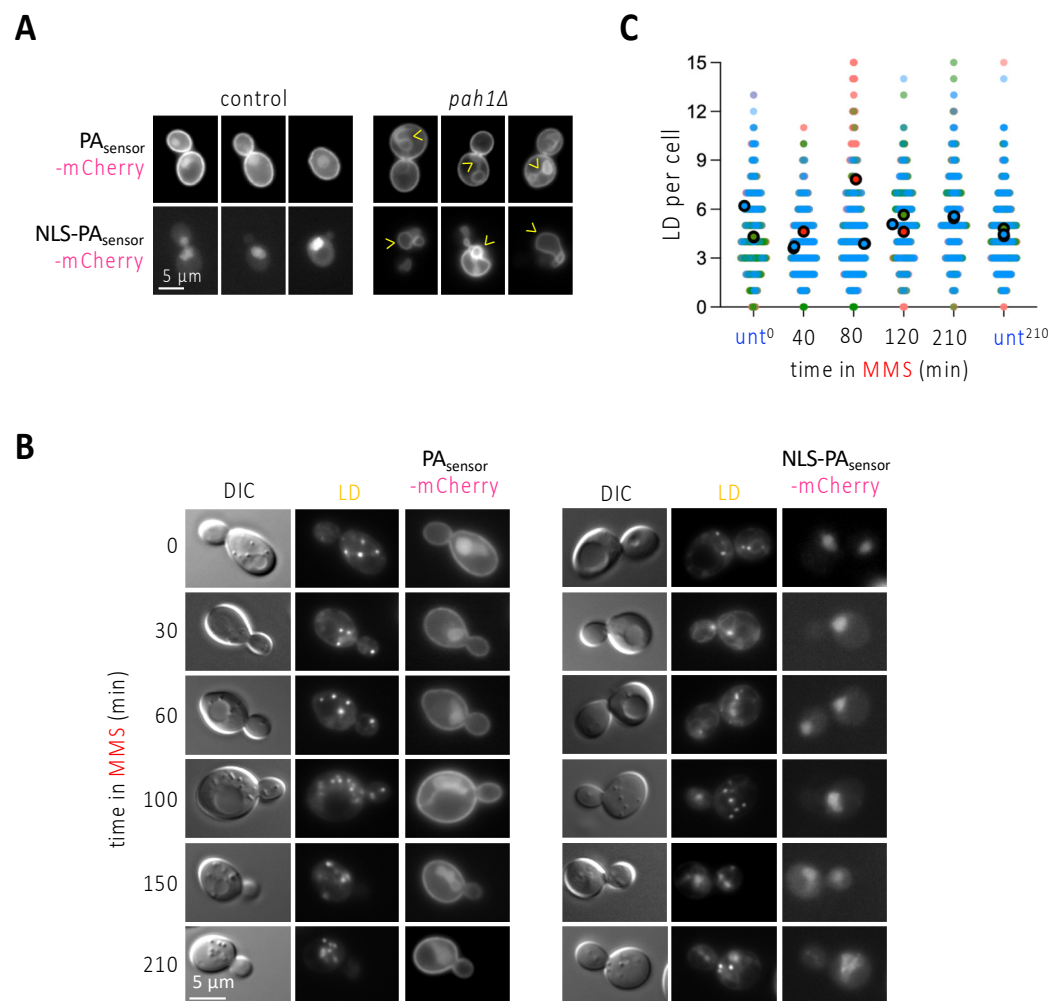 A
control
pah1Δ
PAsensor
-mCherry
NLS-PAsensor
-mCherry
5 µm
C
LD per cell
15
12
9
6
3
0
unt⁰
40
80
120
210
unt²¹⁰
time in MMS (min)
B
DIC
LD
PAsensor
-mCherry
DIC
LD
NLS-PAsensor
-mCherry
time in MMS (min)
0
30
60
100
150
210
5 µm